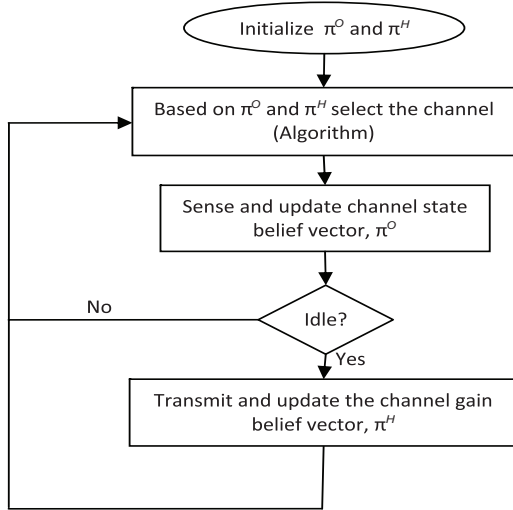 Initialize π^O and π^H
Based on π^O and π^H select the channel
(Algorithm)
Sense and update channel state
belief vector, π^O
Idle?
No
Yes
Transmit and update the channel gain
belief vector, π^H